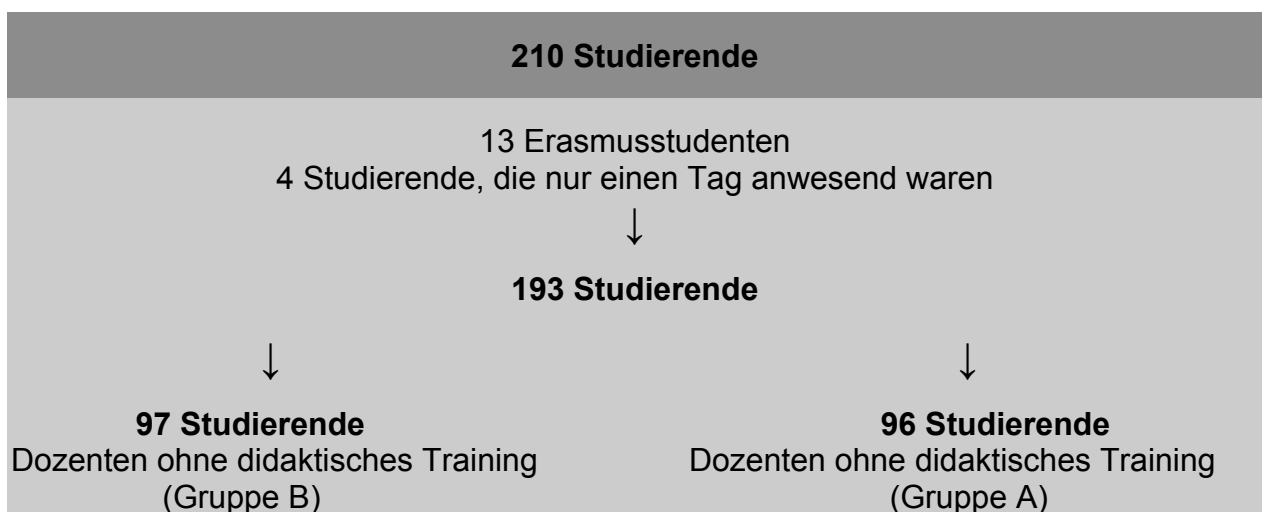 210 Studierende
13 Erasmusstudenten
4 Studierende, die nur einen Tag anwesend waren
↓
193 Studierende
↓ ↓
97 Studierende 96 Studierende
Dozenten ohne didaktisches Training Dozenten ohne didaktisches Training
(Gruppe B) (Gruppe A)